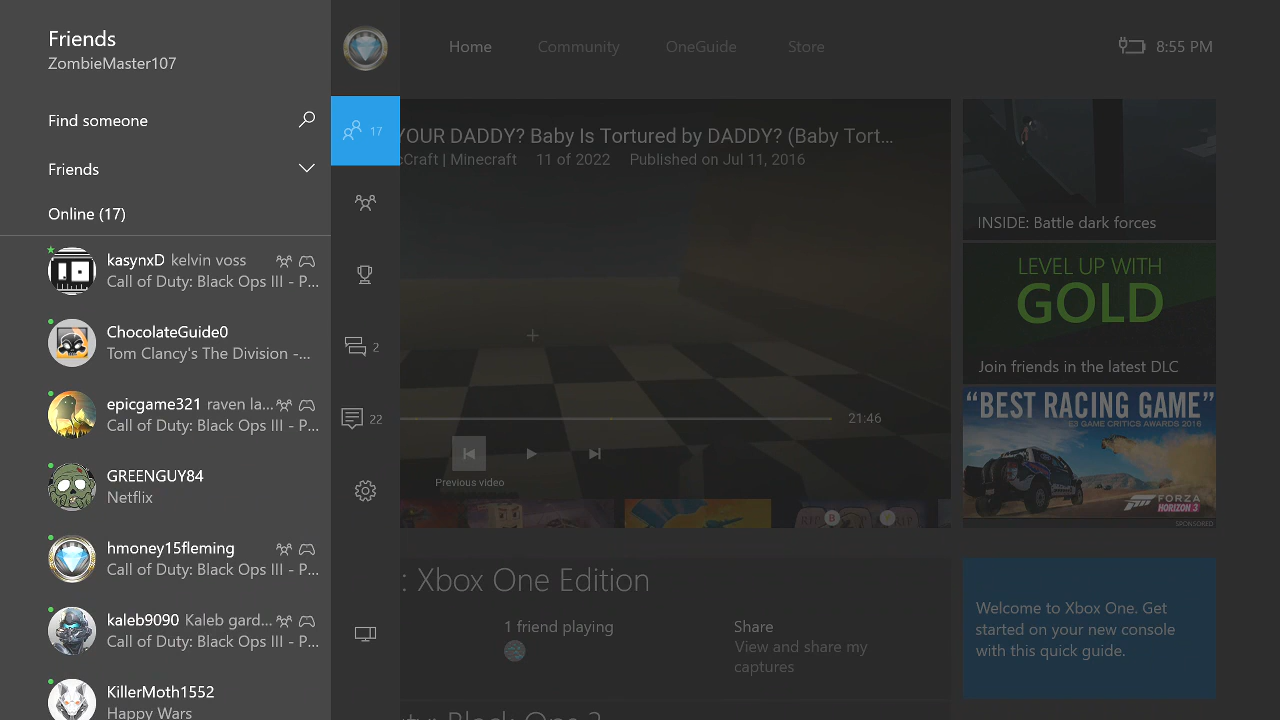 Friends
ZombieMaster107
Find someone
Friends
Online (17)
kasynxD kelvin voss
Call of Duty: Black Ops III - P...
ChocolateGuide0
Tom Clancy's The Division -...
epicgame321 raven la...
Call of Duty: Black Ops III - P...
GREENGUY84
Netflix
hmoney15fleming
Call of Duty: Black Ops III - P...
kaleb9090 Kaleb gard...
Call of Duty: Black Ops III - P...
KillerMoth1552
Happy Wars
17
2
22
Home Community OneGuide Store
8:55 PM
YOUR DADDY? Baby Is Tortured by DADDY? (Baby Tort...
cCraft | Minecraft 11 of 2022 Published on Jul 11, 2016
21:46
Previous video
B
INSIDE: Battle dark forces
LEVEL UP WITH
GOLD
Join friends in the latest DLC
"BEST RACING GAME"
E3 GAME CRITICS AWARDS 2016
FORZA
HORIZON 3
SPONSORED
: Xbox One Edition
1 friend playing
Share
View and share my
captures
Welcome to Xbox One. Get
started on your new console
with this quick guide.